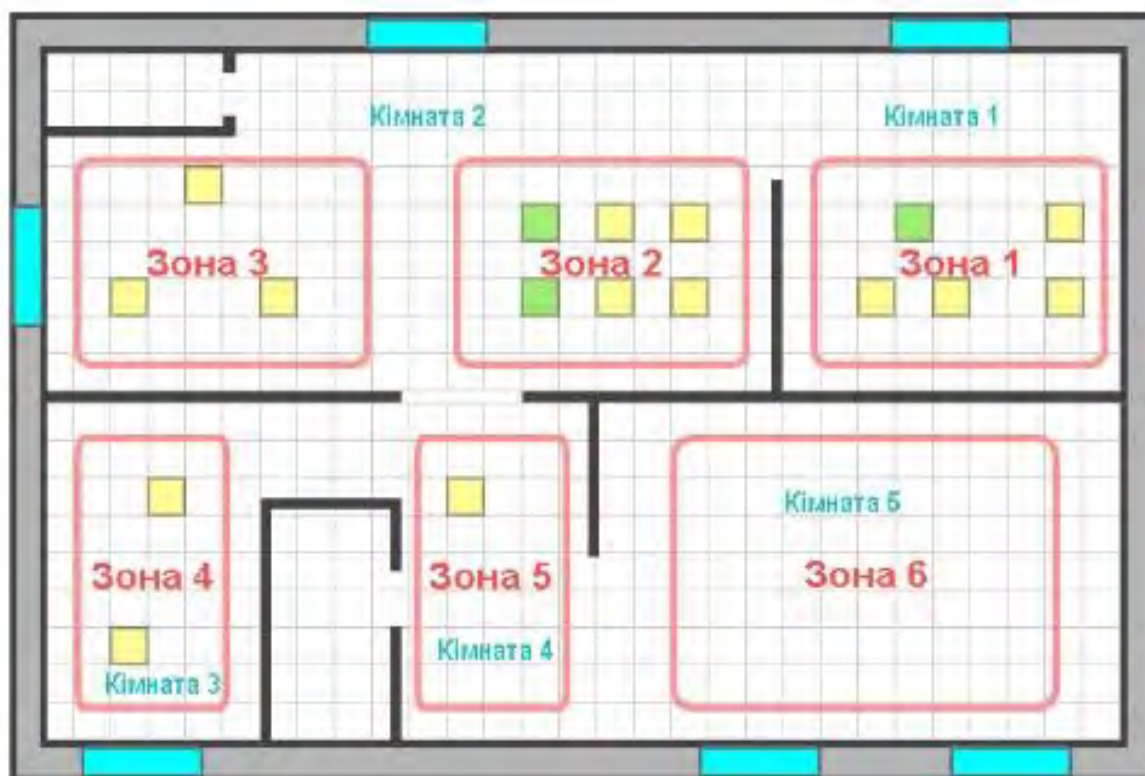 Кімната 2
Кімната 1
Зона 3
Зона 2
Зона 1
Кімната 5
Зона 4
Зона 5
Зона 6
Кімната 4
Кімната 3